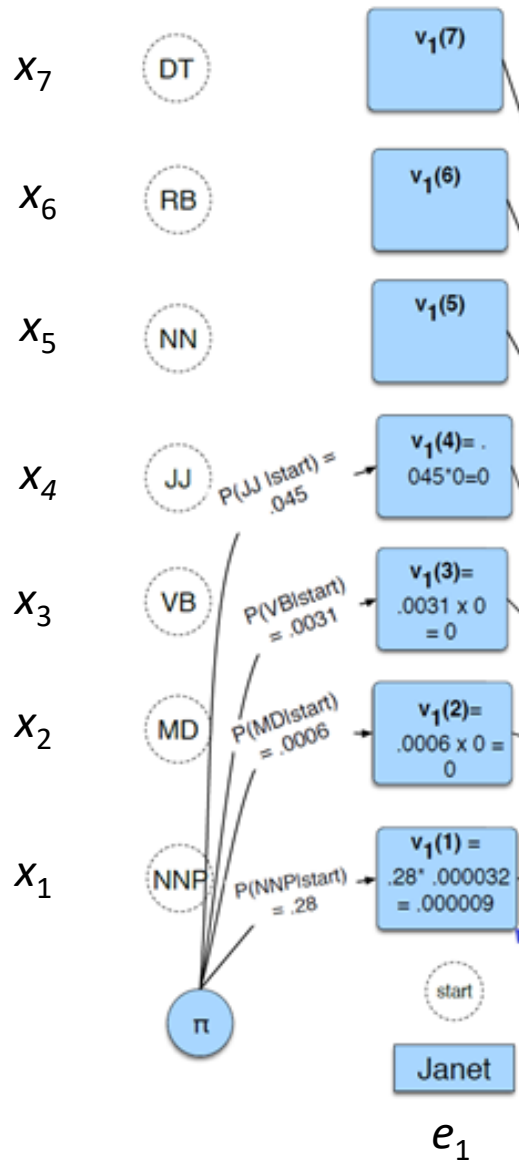 x₇
DT
v₁(7)
x₆
RB
v₁(6)
x₅
NN
v₁(5)
x₄
JJ
P(JJ |start) =
.045
v₁(4)= .
045*0=0
x₃
VB
P(VB|start)
= .0031
v₁(3)=
.0031 x 0
= 0
x₂
MD
P(MD|start)
= .0006
v₁(2)=
.0006 x 0 =
0
x₁
NNP
P(NNP|start)
= .28
v₁(1) =
.28* .000032
= .000009
start
π
Janet
e₁